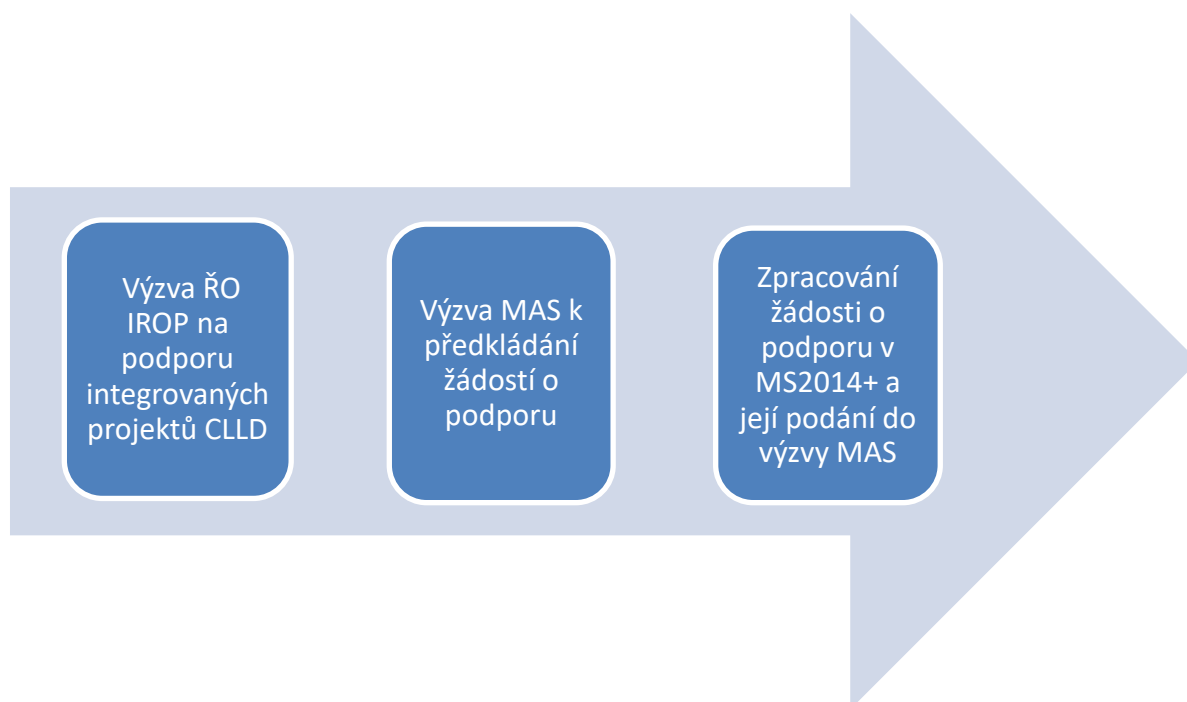 Výzva ŘO
IROP na
podporu
integrovaných
projektů CLLD
Výzva MAS k
předkládání
žádostí o
podporu
Zpracování
žádosti o
podporu v
MS2014+ a
její podání do
výzvy MAS